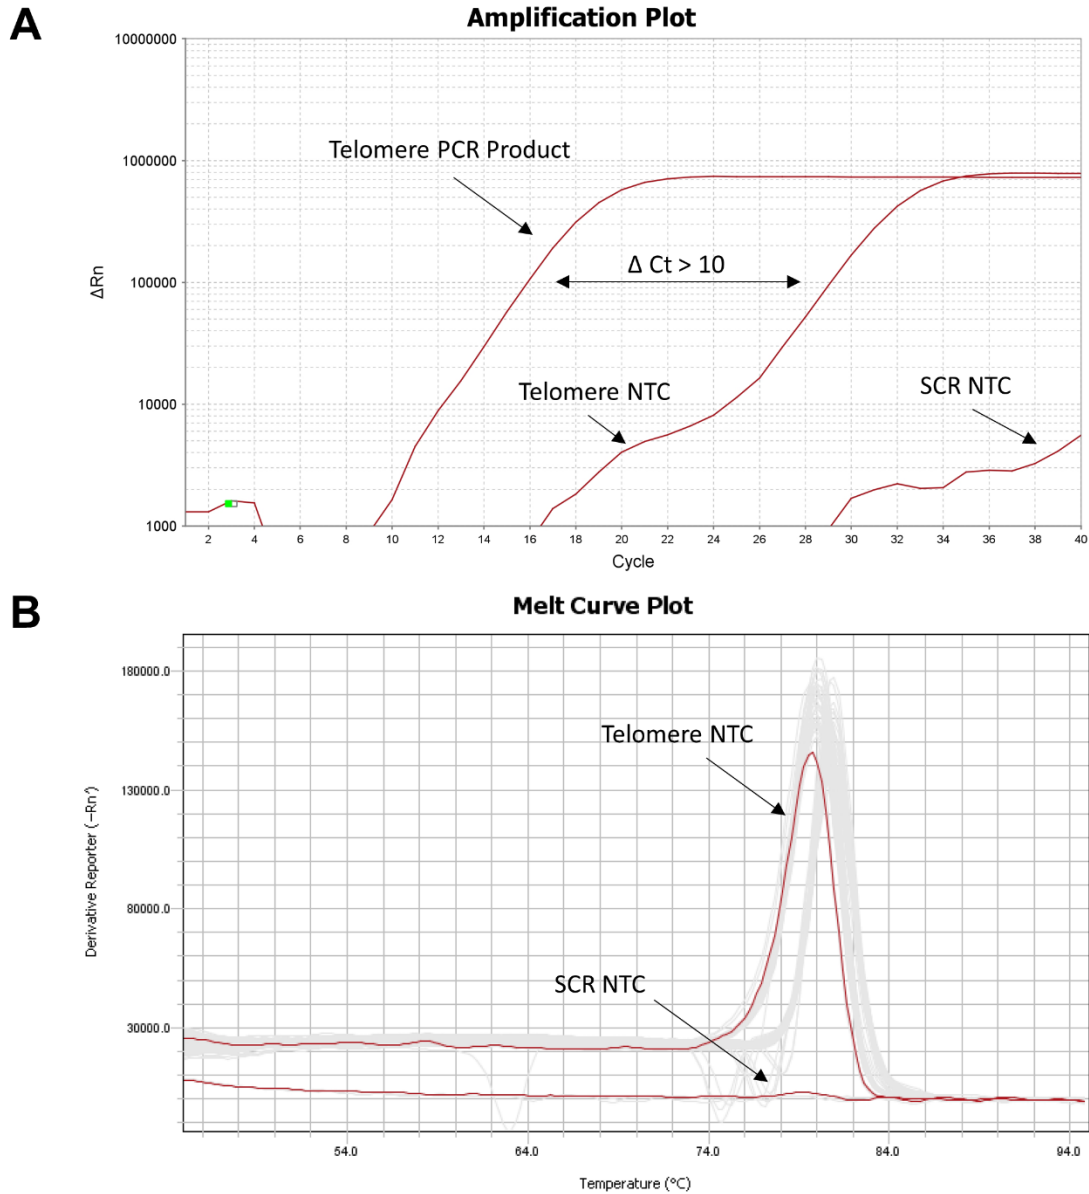 A
Amplification Plot
10000000
1000000
100000
10000
1000
ΔRn
Telomere PCR Product
Δ Ct > 10
Telomere NTC
SCR NTC
2 4 6 8 10 12 14 16 18 20 22 24 26 28 30 32 34 36 38 40
Cycle
B
Melt Curve Plot
180000.0
130000.0
80000.0
30000.0
Derivative Reporter (−Rn')
Telomere NTC
SCR NTC
54.0 64.0 74.0 84.0 94.0
Temperature (°C)